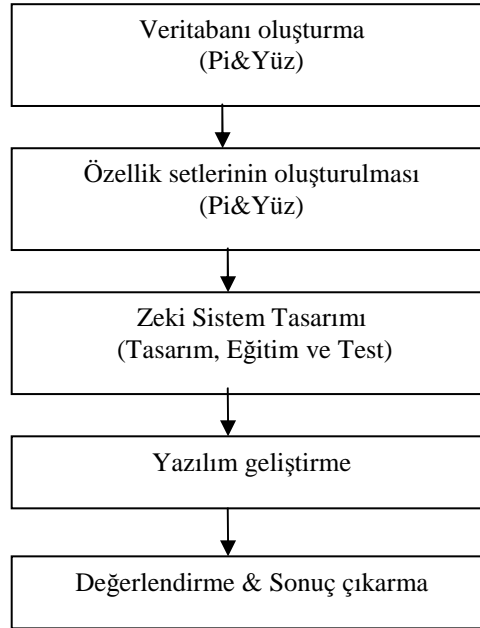 Veritabanı oluşturma
(Pi&Yüz)
Özellik setlerinin oluşturulması
(Pi&Yüz)
Zeki Sistem Tasarımı
(Tasarım, Eğitim ve Test)
Yazılım geliştirme
Değerlendirme & Sonuç çıkarma